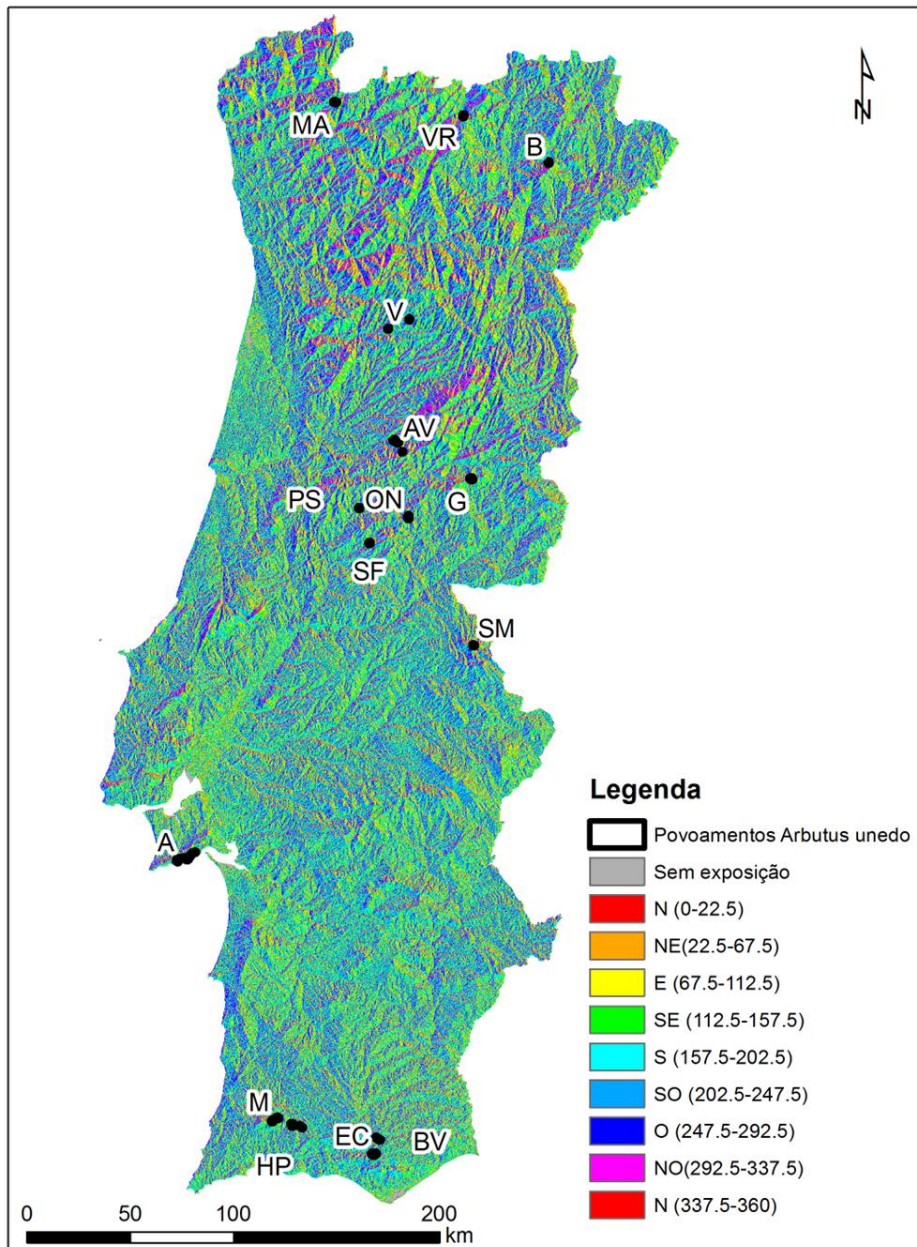 N
MA
VR
B
V
AV
PS
ON
G
SF
SM
A
M
EC
BV
HP
Legenda
Povoamentos Arbutus unedo
Sem exposição
N (0-22.5)
NE(22.5-67.5)
E (67.5-112.5)
SE (112.5-157.5)
S (157.5-202.5)
SO (202.5-247.5)
O (247.5-292.5)
NO(292.5-337.5)
N (337.5-360)
0 50 100 200
km